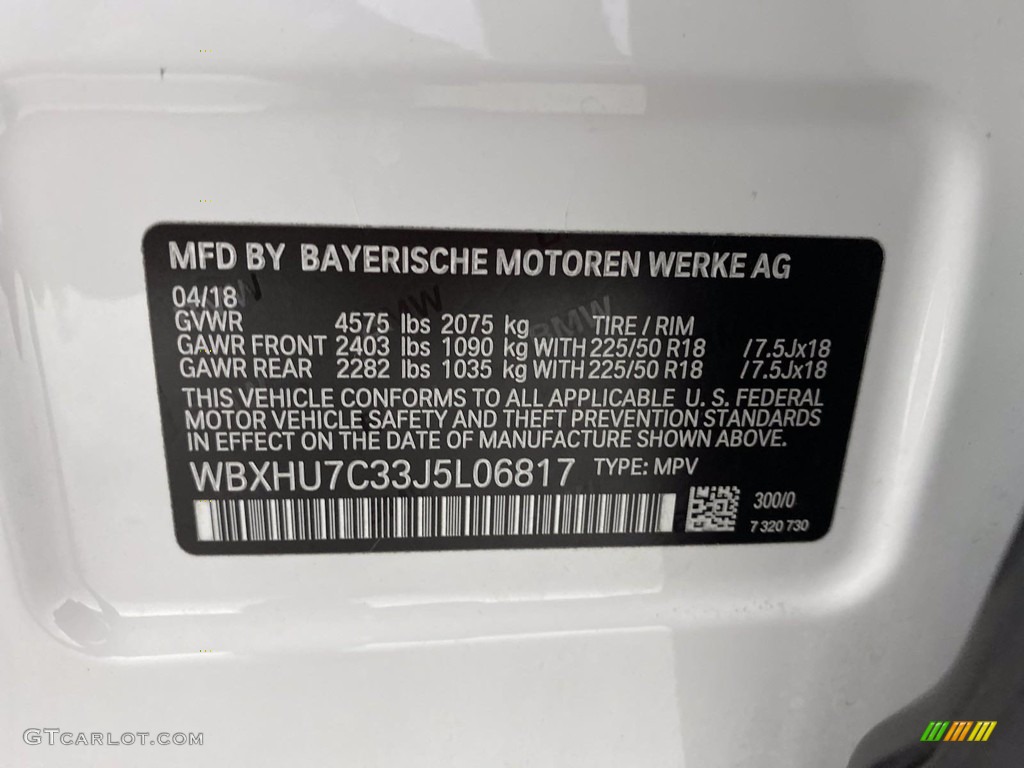 MFD BY BAYERISCHE MOTOREN WERKE AG
04/18
GVWR 4575 lbs 2075 kg TIRE / RIM
GAWR FRONT 2403 lbs 1090 kg WITH 225/50 R18 /7.5Jx18
GAWR REAR 2282 lbs 1035 kg WITH 225/50 R18 /7.5Jx18
THIS VEHICLE CONFORMS TO ALL APPLICABLE U. S. FEDERAL
MOTOR VEHICLE SAFETY AND THEFT PREVENTION STANDARDS
IN EFFECT ON THE DATE OF MANUFACTURE SHOWN ABOVE.
WBXHU7C33J5L06817 TYPE: MPV
300/0
7 320 730
GTCARLOT.COM